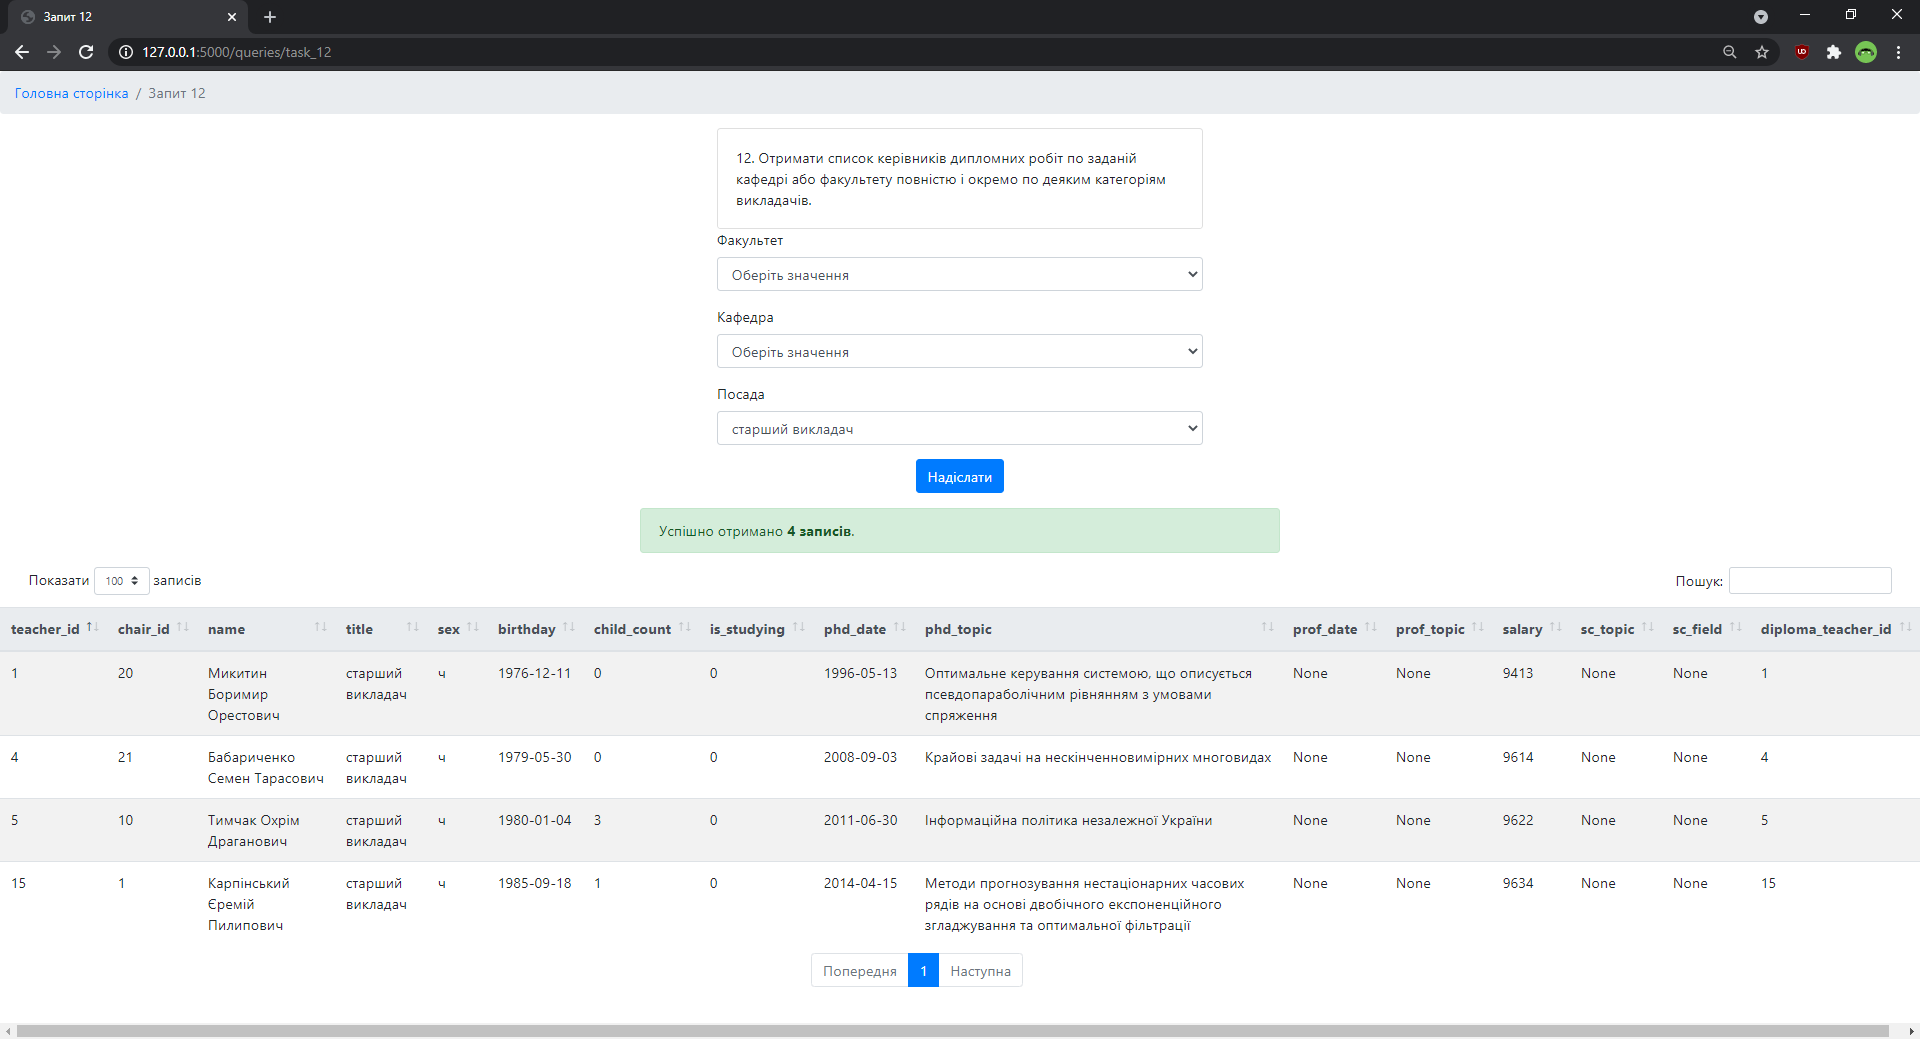 Запит 12
127.0.0.1:5000/queries/task_12
Головна сторінка / Запит 12
12. Отримати список керівників дипломних робіт по заданій
кафедрі або факультету повністю і окремо по деяким категоріям
викладачів.
Факультет
Оберіть значення
Кафедра
Оберіть значення
Посада
старший викладач
Надіслати
Успішно отримано 4 записів.
Показати 100 записів
Пошук:
teacher_id chair_id name title sex birthday child_count is_studying phd_date phd_topic prof_date prof_topic salary sc_topic sc_field diploma_teacher_id
1 20 Микитин старший ч 1976-12-11 0 0 1996-05-13 Оптимальне керування системою, що описується None None 9413 None None 1
Боримир викладач псевдопараболічним рівнянням з умовами
Орестович спряження
4 21 Бабариченко старший ч 1979-05-30 0 0 2008-09-03 Крайові задачі на нескінченновимірних многовидах None None 9614 None None 4
Семен Тарасович викладач
5 10 Тимчак Охрім старший ч 1980-01-04 3 0 2011-06-30 Інформаційна політика незалежної України None None 9622 None None 5
Драганович викладач
15 1 Карпінський старший ч 1985-09-18 1 0 2014-04-15 Методи прогнозування нестаціонарних часових None None 9634 None None 15
Єремій викладач рядів на основі двобічного експоненційного
Пилипович згладжування та оптимальної фільтрації
Попередня 1 Наступна